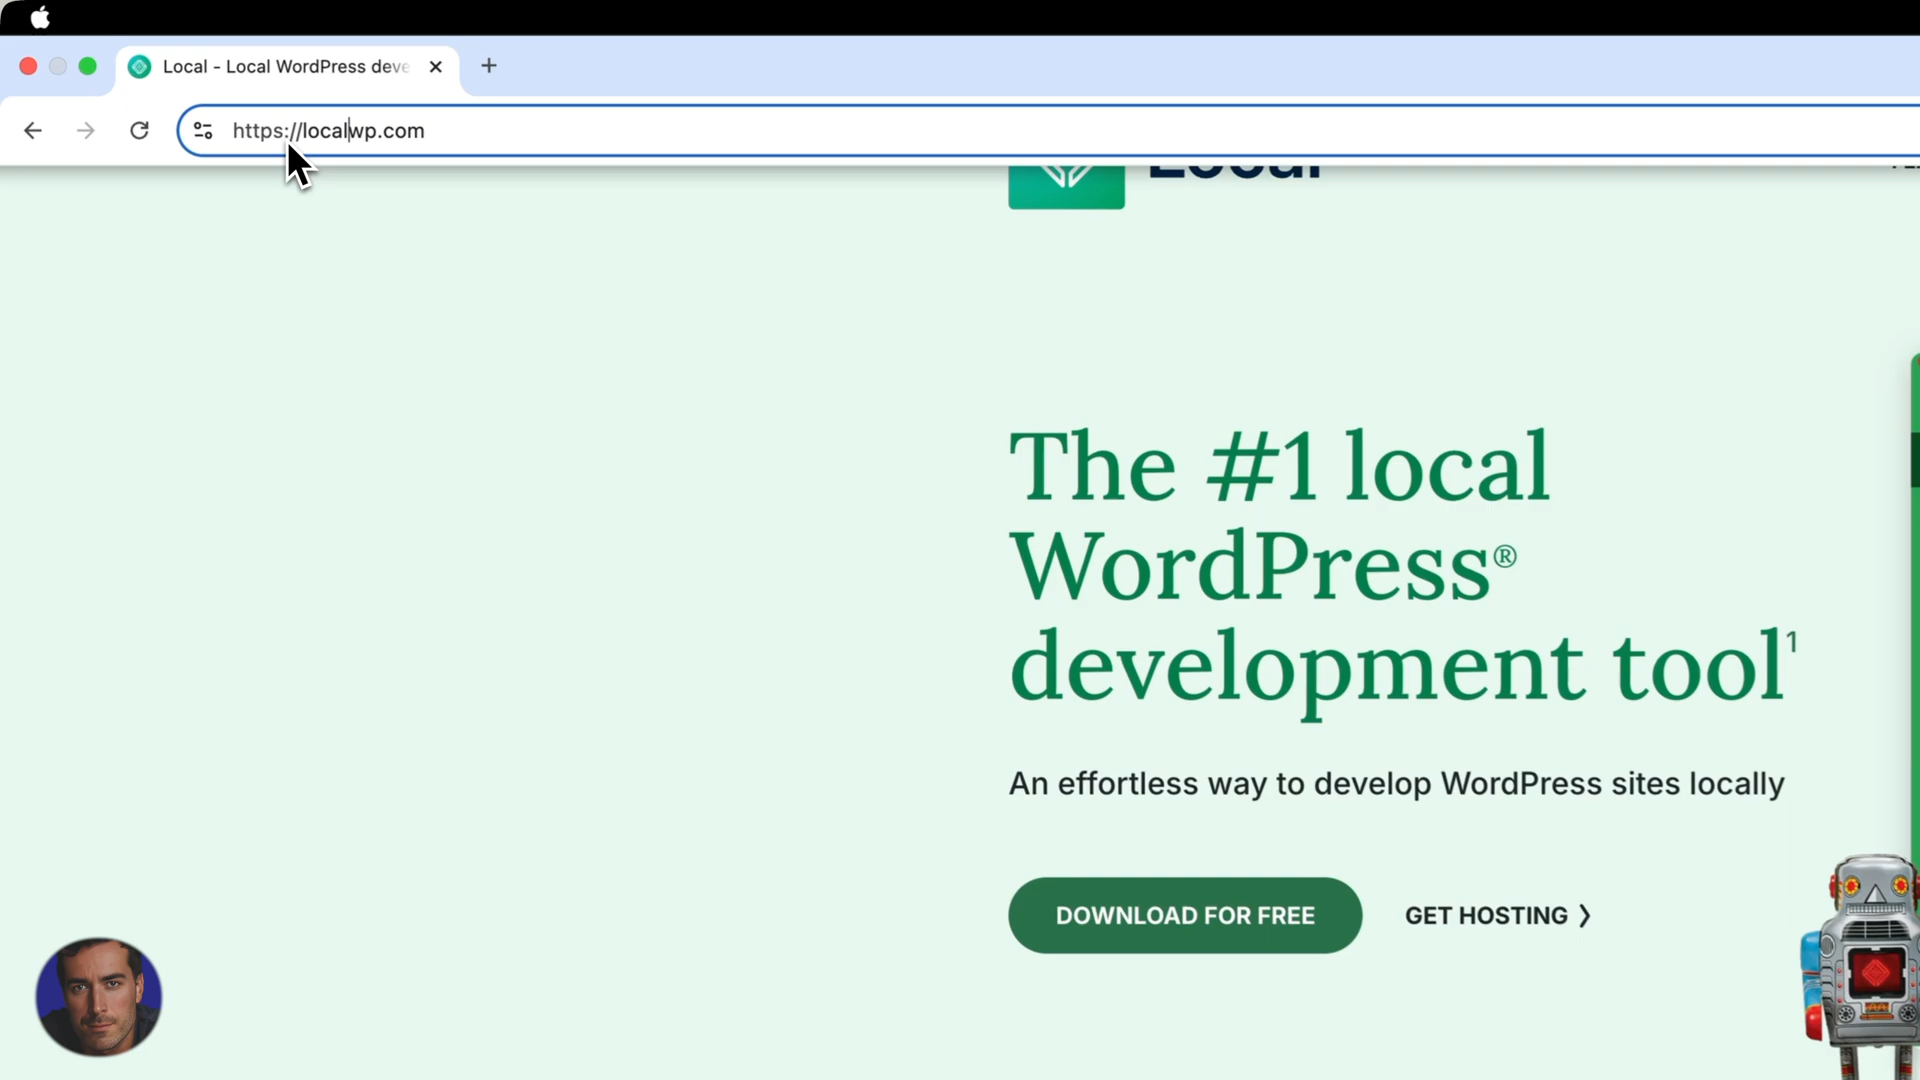 Local - Local WordPress deve
https://localwp.com
Local
The #1 local
WordPress®
development tool¹
An effortless way to develop WordPress sites locally
DOWNLOAD FOR FREE
GET HOSTING